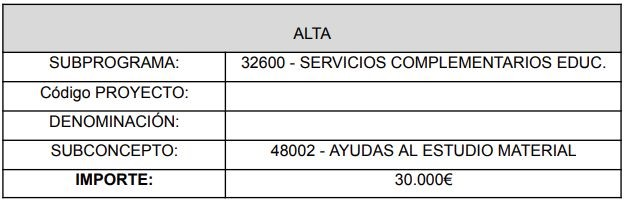 ALTA
SUBPROGRAMA: 32600 - SERVICIOS COMPLEMENTARIOS EDUC.
Código PROYECTO:
DENOMINACIÓN:
SUBCONCEPTO: 48002 - AYUDAS AL ESTUDIO MATERIAL
IMPORTE: 30.000€